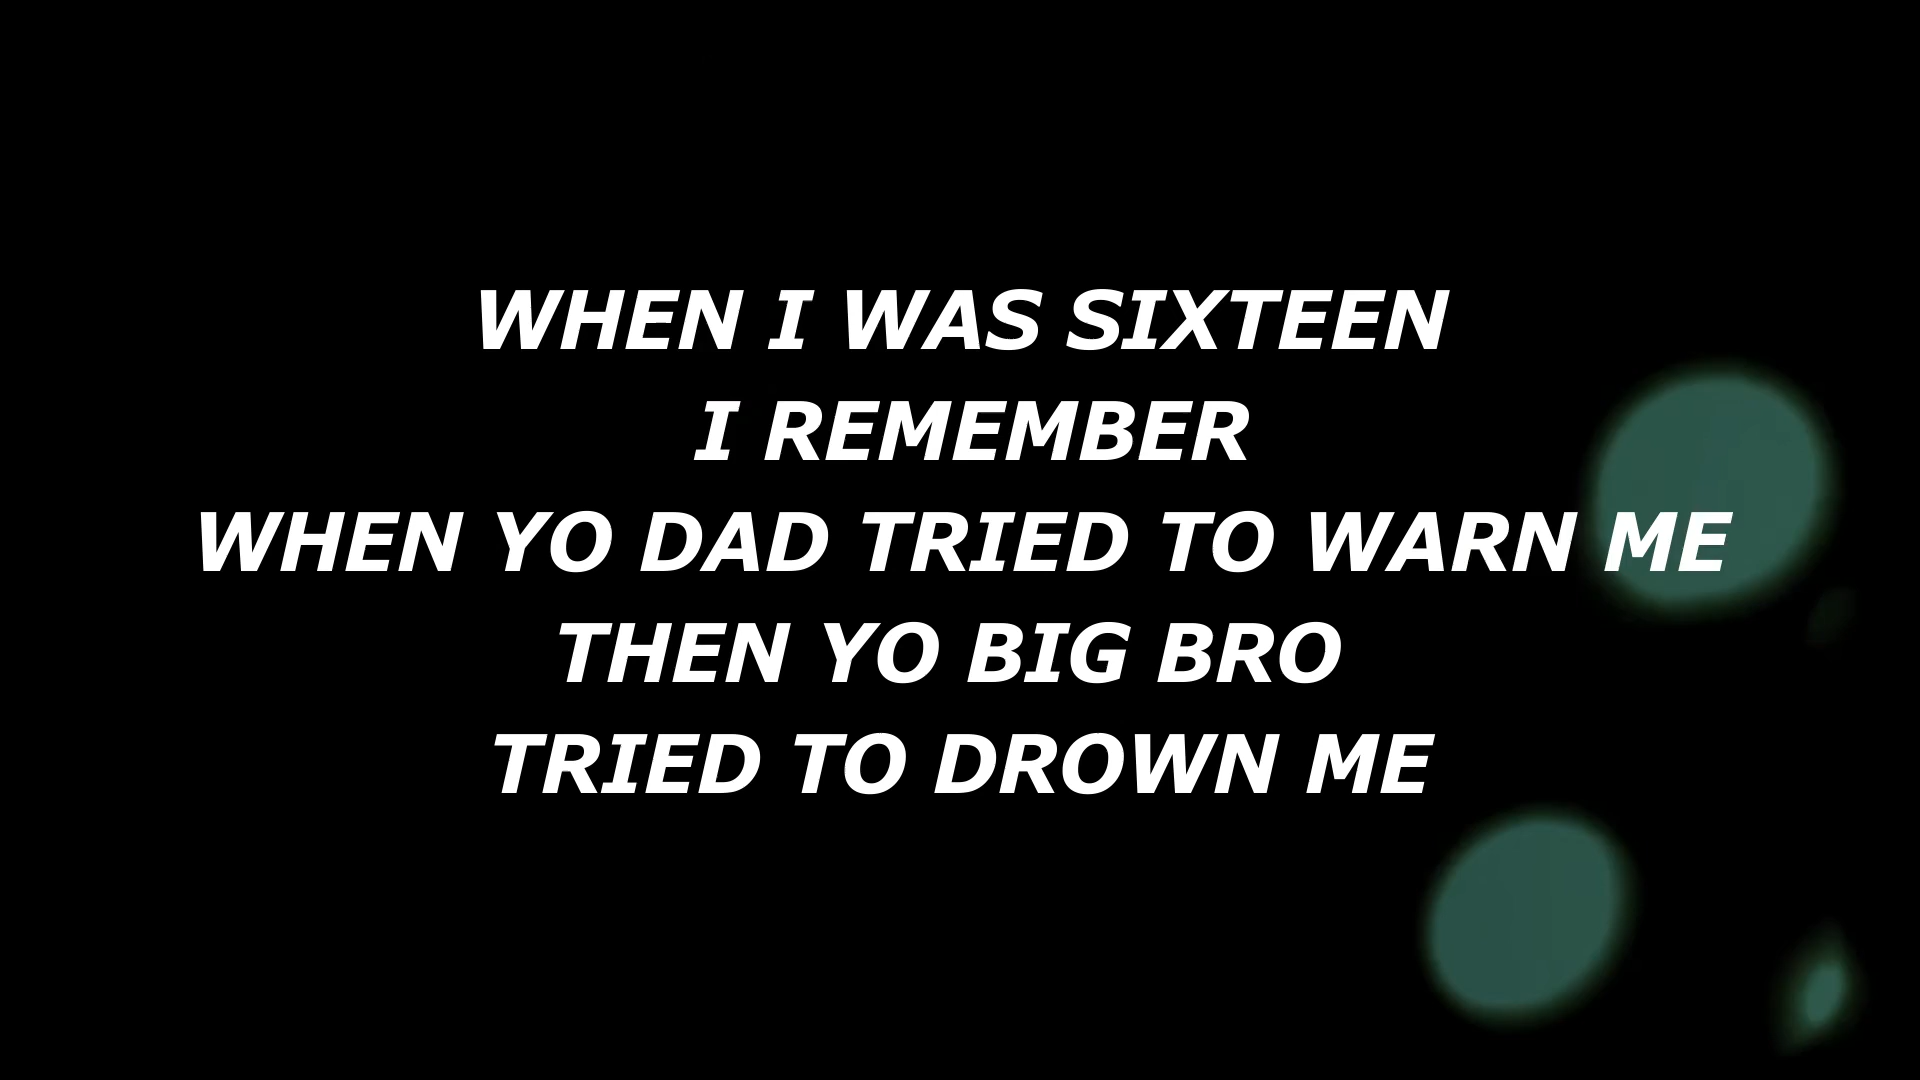 WHEN I WAS SIXTEEN
I REMEMBER
WHEN YO DAD TRIED TO WARN ME
THEN YO BIG BRO
TRIED TO DROWN ME